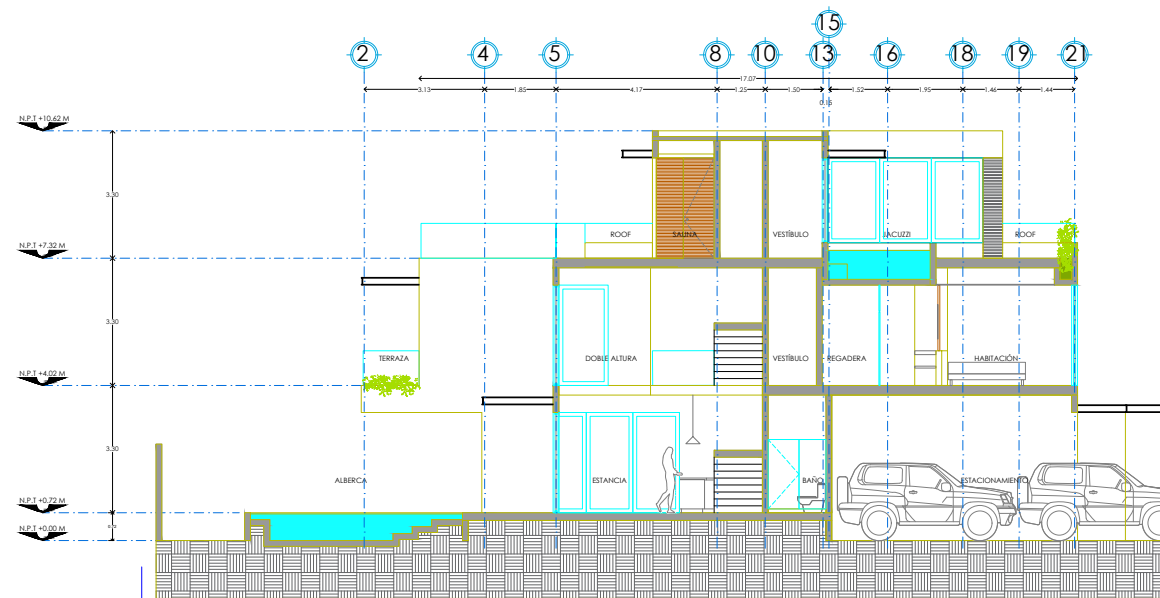 15
2 4 5 8 10 13 16 18 19 21
17.07
3.13 1.85 4.17 1.25 1.50 1.52 1.95 1.46 1.44
0.15
N.P.T +10.62 M
3.30
N.P.T +7.32 M
ROOF SAUNA VESTÍBULO JACUZZI ROOF
3.30
TERRAZA DOBLE ALTURA VESTÍBULO REGADERA HABITACIÓN
N.P.T +4.02 M
3.30
ALBERCA ESTANCIA BAÑO ESTACIONAMIENTO
N.P.T +0.72 M
N.P.T +0.00 M